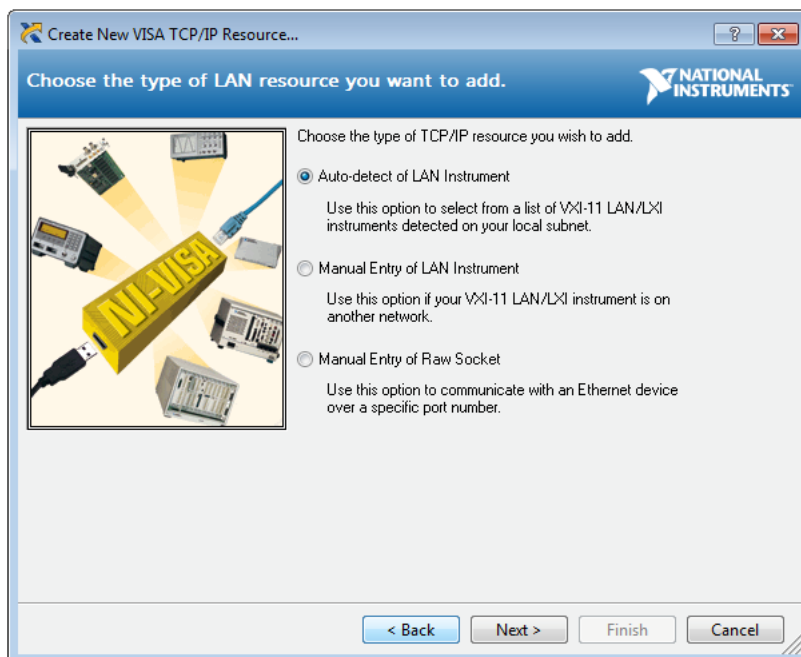 Create New VISA TCP/IP Resource...
?
Choose the type of LAN resource you want to add.
NATIONAL
INSTRUMENTS
NI-VISA
Choose the type of TCP/IP resource you wish to add.
Auto-detect of LAN Instrument
Use this option to select from a list of VXI-11 LAN/LXI
instruments detected on your local subnet.
Manual Entry of LAN Instrument
Use this option if your VXI-11 LAN/LXI instrument is on
another network.
Manual Entry of Raw Socket
Use this option to communicate with an Ethernet device
over a specific port number.
< Back
Next >
Finish
Cancel